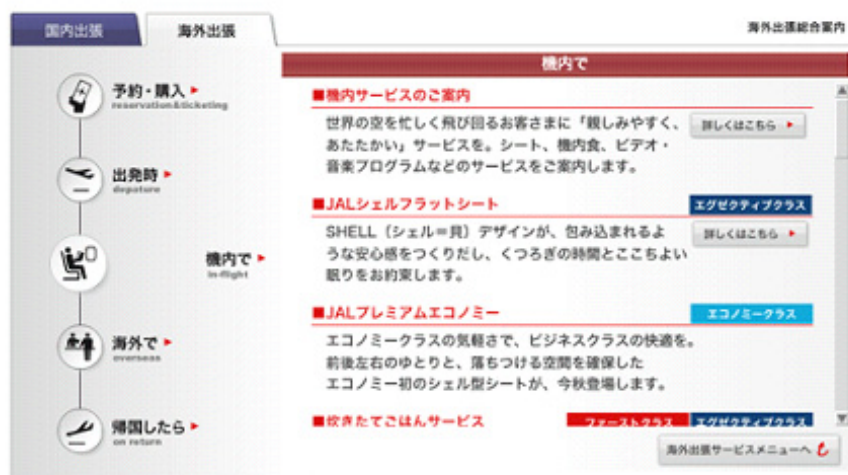 国内出張
海外出張
海外出張総合案内
予約・購入
reservation&ticketing
出発時
depature
機内で
in-flight
海外で
overseas
帰国したら
on return
機内で
■機内サービスのご案内
世界の空を忙しく飛び回るお客さまに「親しみやすく、
あたたかい」サービスを。シート、機内食、ビデオ・
音楽プログラムなどのサービスをご案内します。
詳しくはこちら
■JALシェルフラットシート
エグゼクティブクラス
SHELL（シェル＝貝）デザインが、包み込まれるよ
うな安心感をつくりだし、くつろぎの時間とここちよい
眠りをお約束します。
詳しくはこちら
■JALプレミアムエコノミー
エコノミークラス
エコノミークラスの気軽さで、ビジネスクラスの快適を。
前後左右のゆとりと、落ちつける空間を確保した
エコノミー初のシェル型シートが、今秋登場します。
■炊きたてごはんサービス
ファーストクラス
エグゼクティブクラス
海外出張サービスメニューへ